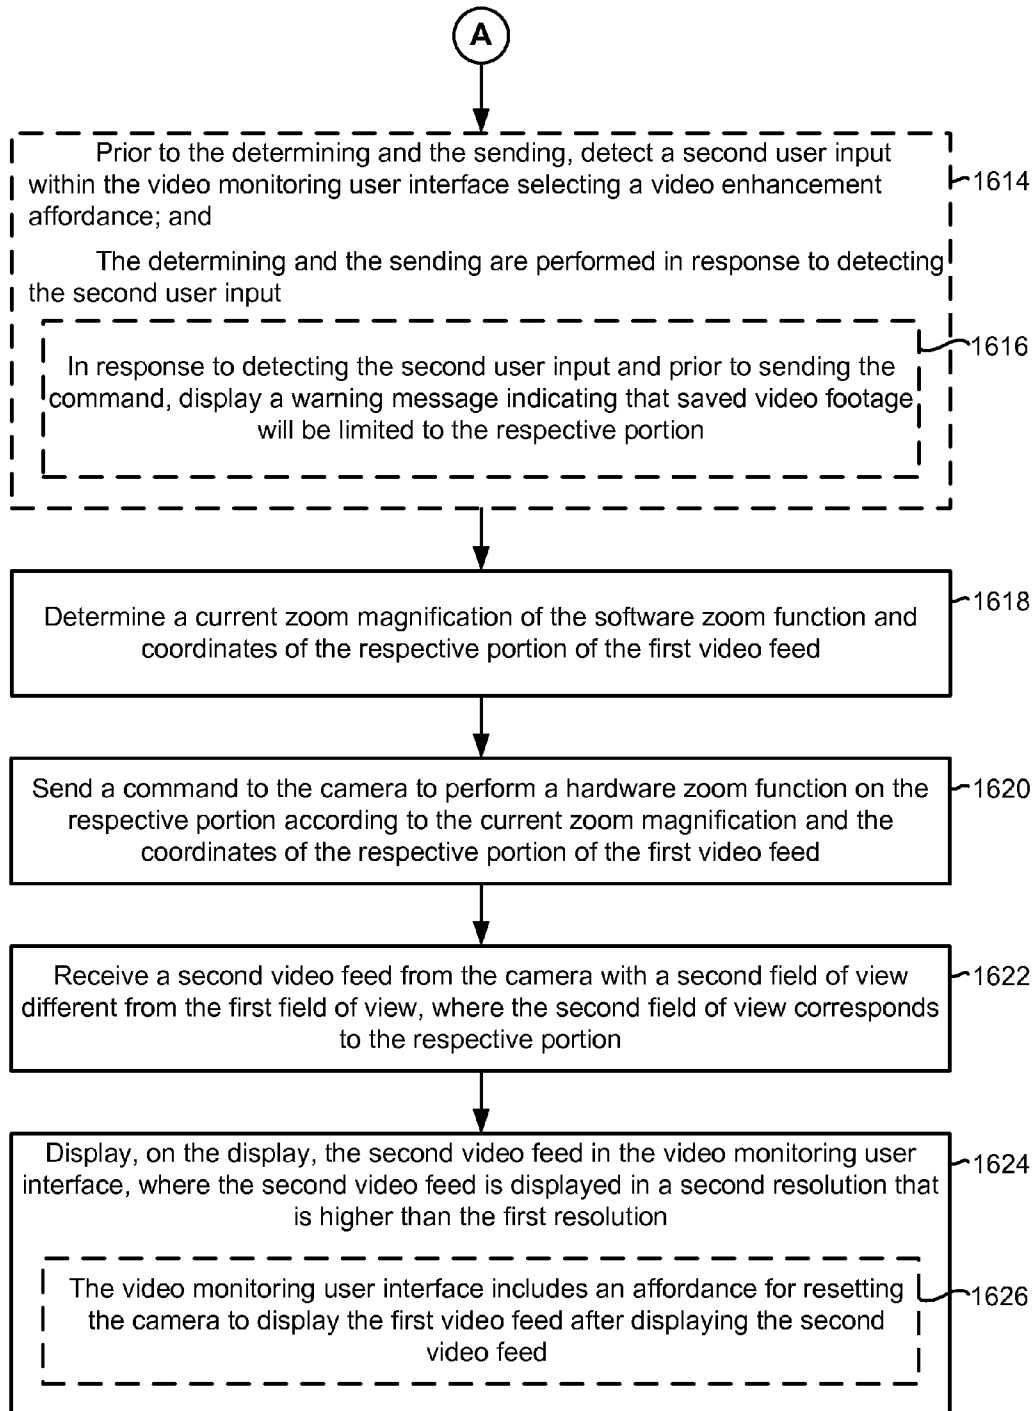 A
Prior to the determining and the sending, detect a second user input
within the video monitoring user interface selecting a video enhancement
affordance; and
1614
The determining and the sending are performed in response to detecting
the second user input
In response to detecting the second user input and prior to sending the
command, display a warning message indicating that saved video footage
will be limited to the respective portion
1616
Determine a current zoom magnification of the software zoom function and
coordinates of the respective portion of the first video feed
1618
Send a command to the camera to perform a hardware zoom function on the
respective portion according to the current zoom magnification and the
coordinates of the respective portion of the first video feed
1620
Receive a second video feed from the camera with a second field of view
different from the first field of view, where the second field of view corresponds
to the respective portion
1622
Display, on the display, the second video feed in the video monitoring user
interface, where the second video feed is displayed in a second resolution that
is higher than the first resolution
1624
The video monitoring user interface includes an affordance for resetting
the camera to display the first video feed after displaying the second
video feed
1626